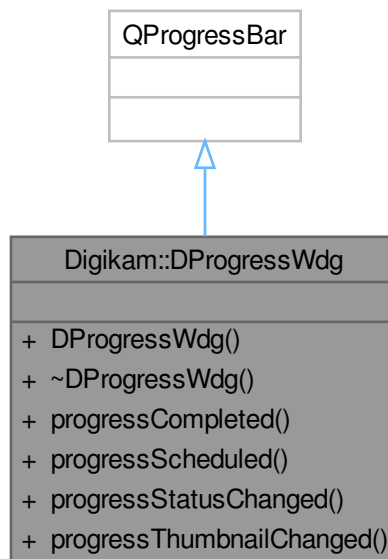 QProgressBar
Digikam::DProgressWdg
+ DProgressWdg()
+ ~DProgressWdg()
+ progressCompleted()
+ progressScheduled()
+ progressStatusChanged()
+ progressThumbnailChanged()